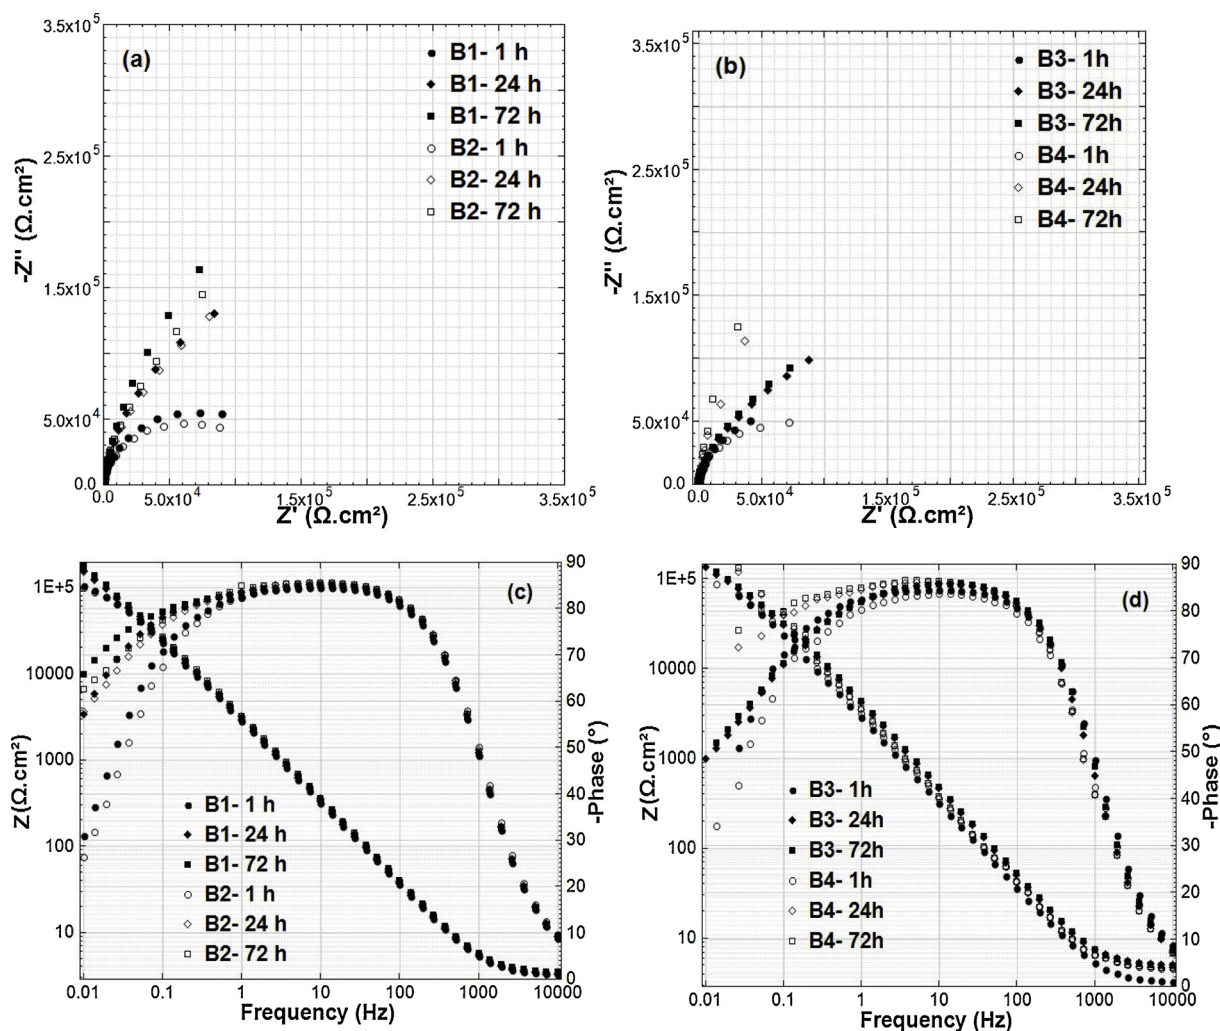 (a)
B1- 1 h
B1- 24 h
B1- 72 h
B2- 1 h
B2- 24 h
B2- 72 h
3.5x10⁵
2.5x10⁵
1.5x10⁵
5.0x10⁴
0.0
-Z'' (Ω.cm²)
0.0 5.0x10⁴ 1.5x10⁵ 2.5x10⁵ 3.5x10⁵
Z' (Ω.cm²)
(b)
B3- 1h
B3- 24h
B3- 72h
B4- 1h
B4- 24h
B4- 72h
3.5x10⁵
2.5x10⁵
1.5x10⁵
5.0x10⁴
0.0
-Z'' (Ω.cm²)
0.0 5.0x10⁴ 1.5x10⁵ 2.5x10⁵ 3.5x10⁵
Z' (Ω.cm²)
(c)
1E+5
10000
1000
100
10
Z(Ω.cm²)
B1- 1 h
B1- 24 h
B1- 72 h
B2- 1 h
B2- 24 h
B2- 72 h
90
80
70
60
50
40
30
20
10
0
-Phase (°)
0.01 0.1 1 10 100 1000 10000
Frequency (Hz)
(d)
1E+5
10000
1000
100
10
Z(Ω.cm²)
B3- 1h
B3- 24h
B3- 72h
B4- 1h
B4- 24h
B4- 72h
90
80
70
60
50
40
30
20
10
0
-Phase (°)
0.01 0.1 1 10 100 1000 10000
Frequency (Hz)